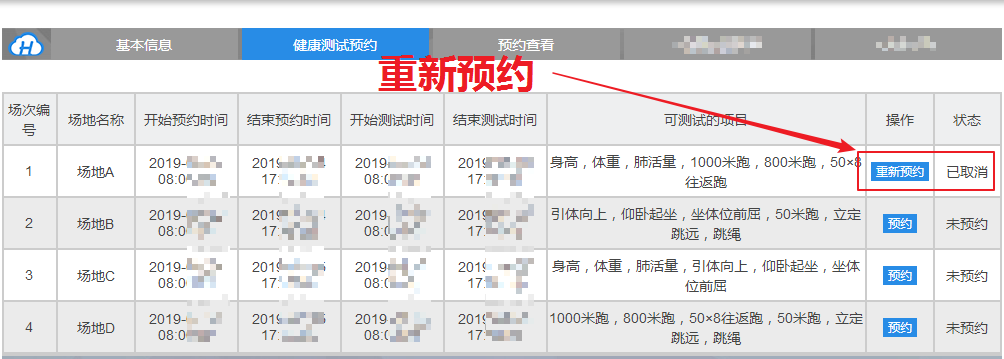 H
基本信息
健康测试预约
预约查看
重新预约
场次编
号
场地名称
开始预约时间
结束预约时间
开始测试时间
结束测试时间
可测试的项目
操作
状态
1
场地A
2019-
08:0
17:
2019-
08:00
2019
17:
身高，体重，肺活量，1000米跑，800米跑，50×8
往返跑
重新预约
已取消
2
场地B
2019-
08:0
17:
2019-
08:00
2019
17:
引体向上，仰卧起坐，坐体位前屈，50米跑，立定
跳远，跳绳
预约
未预约
3
场地C
2019-
08:0
17:
2019-
08:00
2019
17:
身高，体重，肺活量，引体向上，仰卧起坐，坐体
位前屈
预约
未预约
4
场地D
2019-
08:0
17:
2019-
08:00
2019
17:
1000米跑，800米跑，50×8往返跑，50米跑，立定
跳远，跳绳
预约
未预约